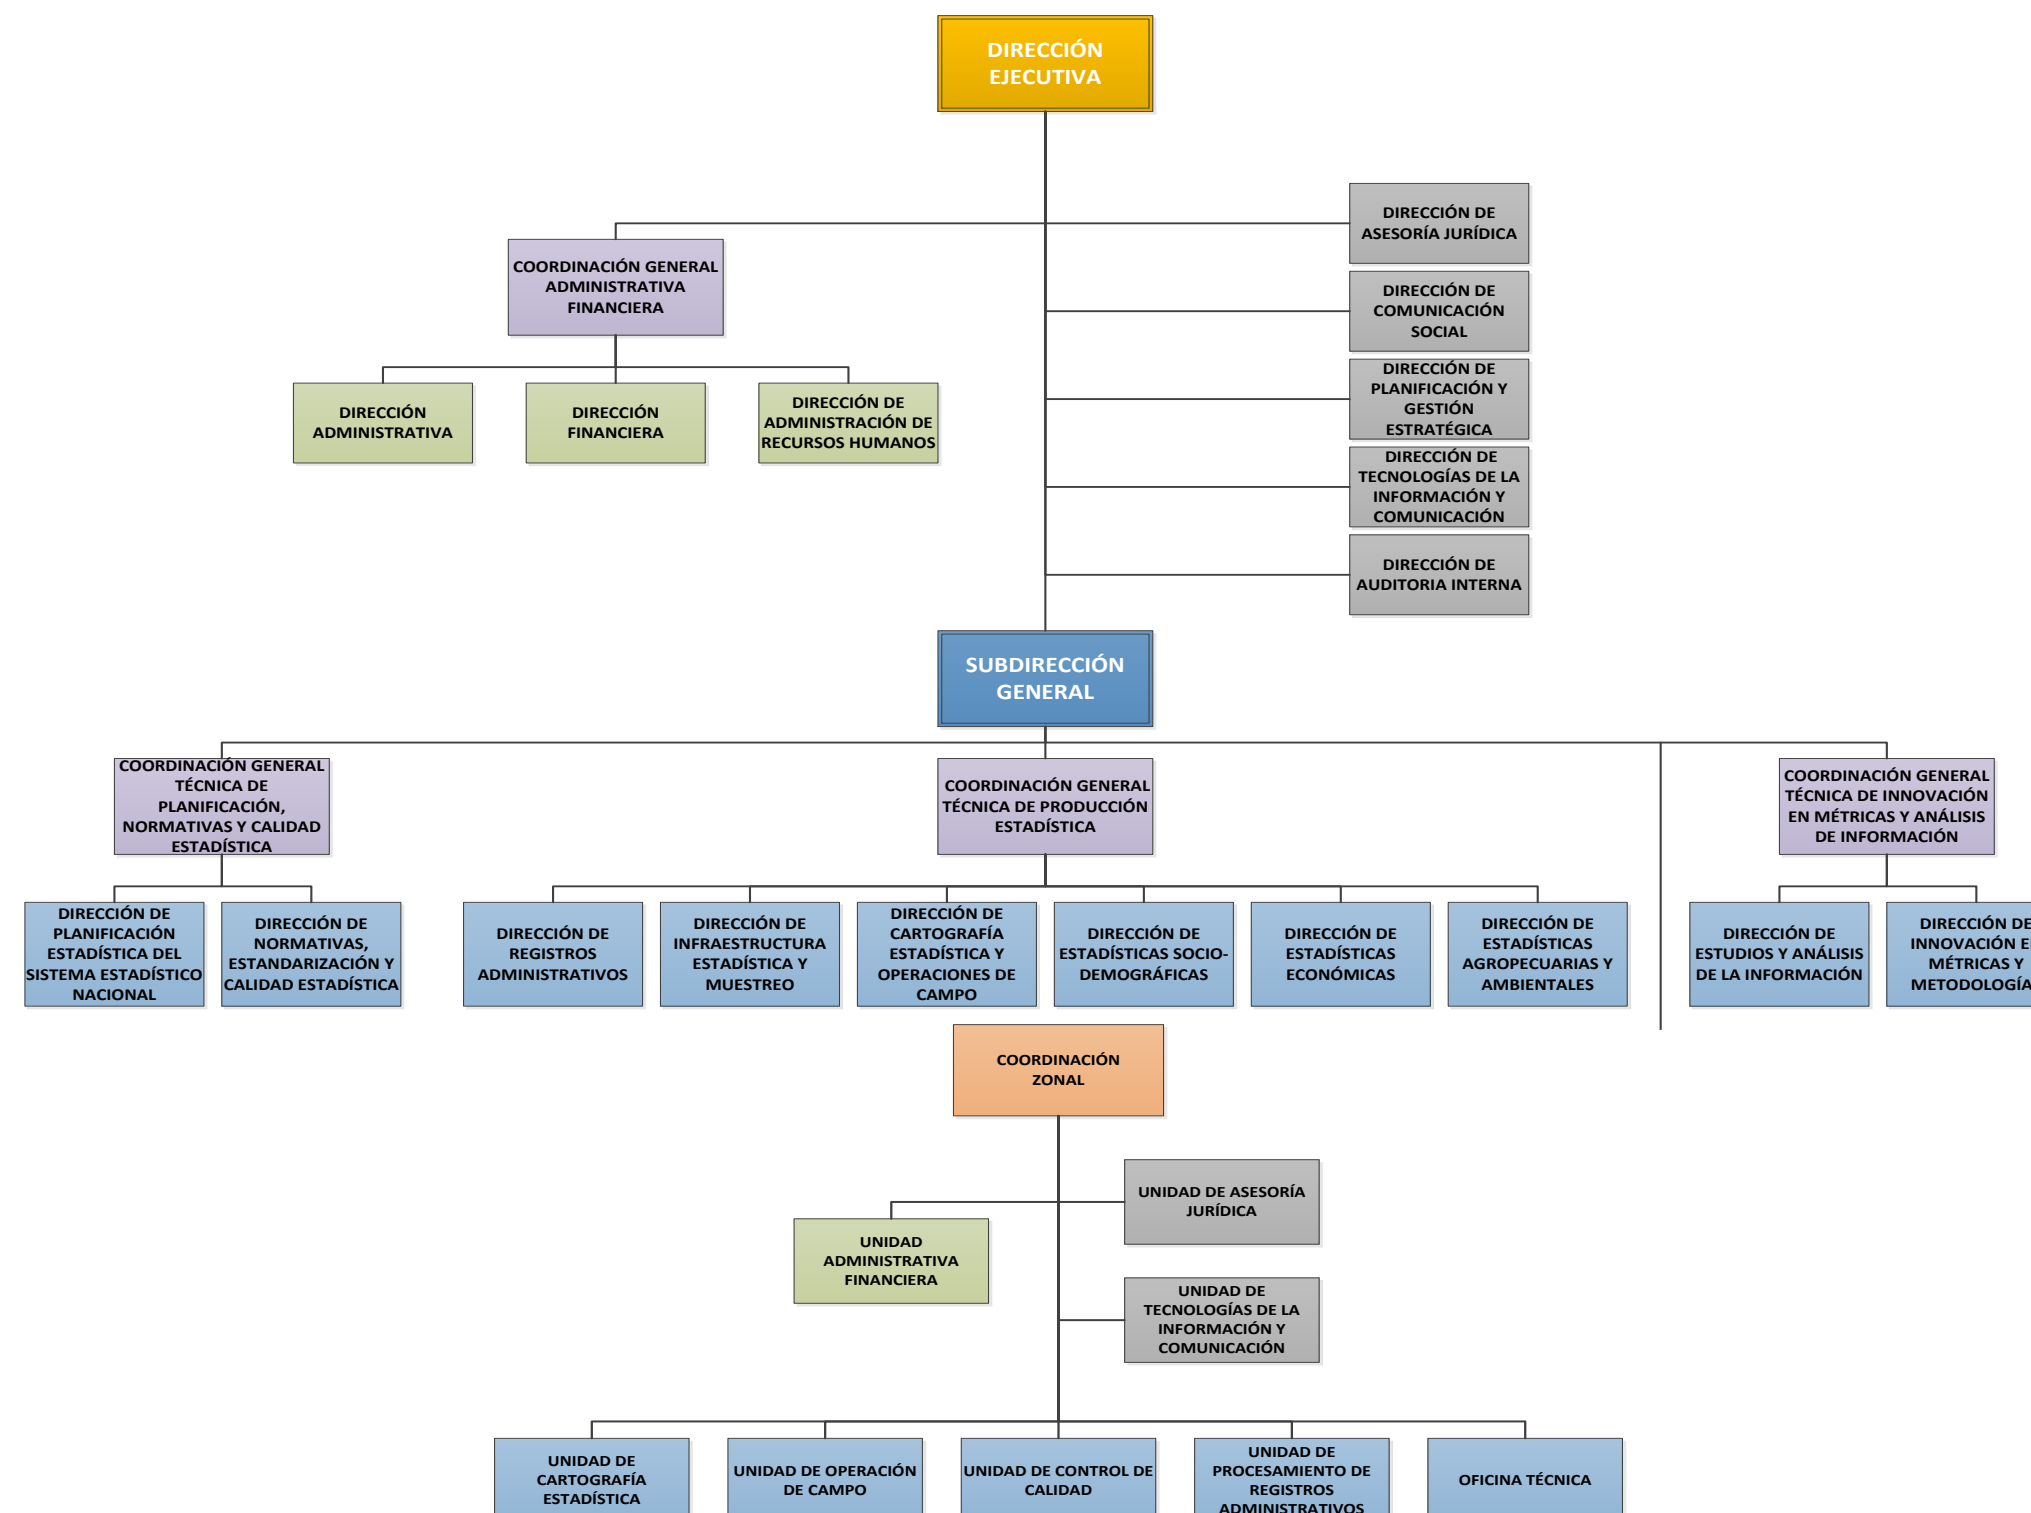 DIRECCIÓN
EJECUTIVA
DIRECCIÓN DE
ASESORÍA JURÍDICA
COORDINACIÓN GENERAL
ADMINISTRATIVA
FINANCIERA
DIRECCIÓN DE
COMUNICACIÓN
SOCIAL
DIRECCIÓN DE
PLANIFICACIÓN Y
GESTIÓN
ESTRATÉGICA
DIRECCIÓN
ADMINISTRATIVA
DIRECCIÓN
FINANCIERA
DIRECCIÓN DE
ADMINISTRACIÓN DE
RECURSOS HUMANOS
DIRECCIÓN DE
TECNOLOGÍAS DE LA
INFORMACIÓN Y
COMUNICACIÓN
DIRECCIÓN DE
AUDITORIA INTERNA
SUBDIRECCIÓN
GENERAL
COORDINACIÓN GENERAL
TÉCNICA DE
PLANIFICACIÓN,
NORMATIVAS Y CALIDAD
ESTADÍSTICA
COORDINACIÓN GENERAL
TÉCNICA DE PRODUCCIÓN
ESTADÍSTICA
COORDINACIÓN GENERAL
TÉCNICA DE INNOVACIÓN
EN MÉTRICAS Y ANÁLISIS
DE INFORMACIÓN
DIRECCIÓN DE
PLANIFICACIÓN
ESTADÍSTICA DEL
SISTEMA ESTADÍSTICO
NACIONAL
DIRECCIÓN DE
NORMATIVAS,
ESTANDARIZACIÓN Y
CALIDAD ESTADÍSTICA
DIRECCIÓN DE
REGISTROS
ADMINISTRATIVOS
DIRECCIÓN DE
INFRAESTRUCTURA
ESTADÍSTICA Y
MUESTREO
DIRECCIÓN DE
CARTOGRAFÍA
ESTADÍSTICA Y
OPERACIONES DE
CAMPO
DIRECCIÓN DE
ESTADÍSTICAS SOCIO-
DEMOGRÁFICAS
DIRECCIÓN DE
ESTADÍSTICAS
ECONÓMICAS
DIRECCIÓN DE
ESTADÍSTICAS
AGROPECUARIAS Y
AMBIENTALES
DIRECCIÓN DE
ESTUDIOS Y ANÁLISIS
DE LA INFORMACIÓN
DIRECCIÓN DE
INNOVACIÓN E
MÉTRICAS Y
METODOLOGÍA
COORDINACIÓN
ZONAL
UNIDAD DE ASESORÍA
JURÍDICA
UNIDAD
ADMINISTRATIVA
FINANCIERA
UNIDAD DE
TECNOLOGÍAS DE LA
INFORMACIÓN Y
COMUNICACIÓN
UNIDAD DE
CARTOGRAFÍA
ESTADÍSTICA
UNIDAD DE OPERACIÓN
DE CAMPO
UNIDAD DE CONTROL DE
CALIDAD
UNIDAD DE
PROCESAMIENTO DE
REGISTROS
ADMINISTRATIVOS
OFICINA TÉCNICA